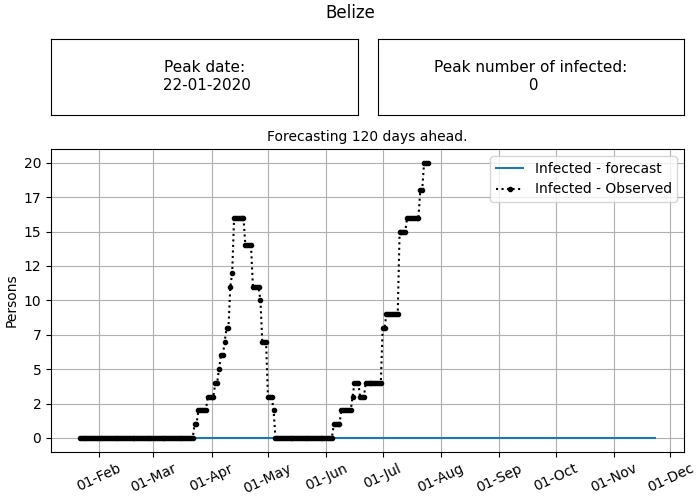 Belize
Peak date:
22-01-2020
Peak number of infected:
0
Forecasting 120 days ahead.
Infected - forecast
Infected - Observed
Persons
20
17
15
12
10
7
5
2
0
01-Feb
01-Mar
01-Apr
01-May
01-Jun
01-Jul
01-Aug
01-Sep
01-Oct
01-Nov
01-Dec